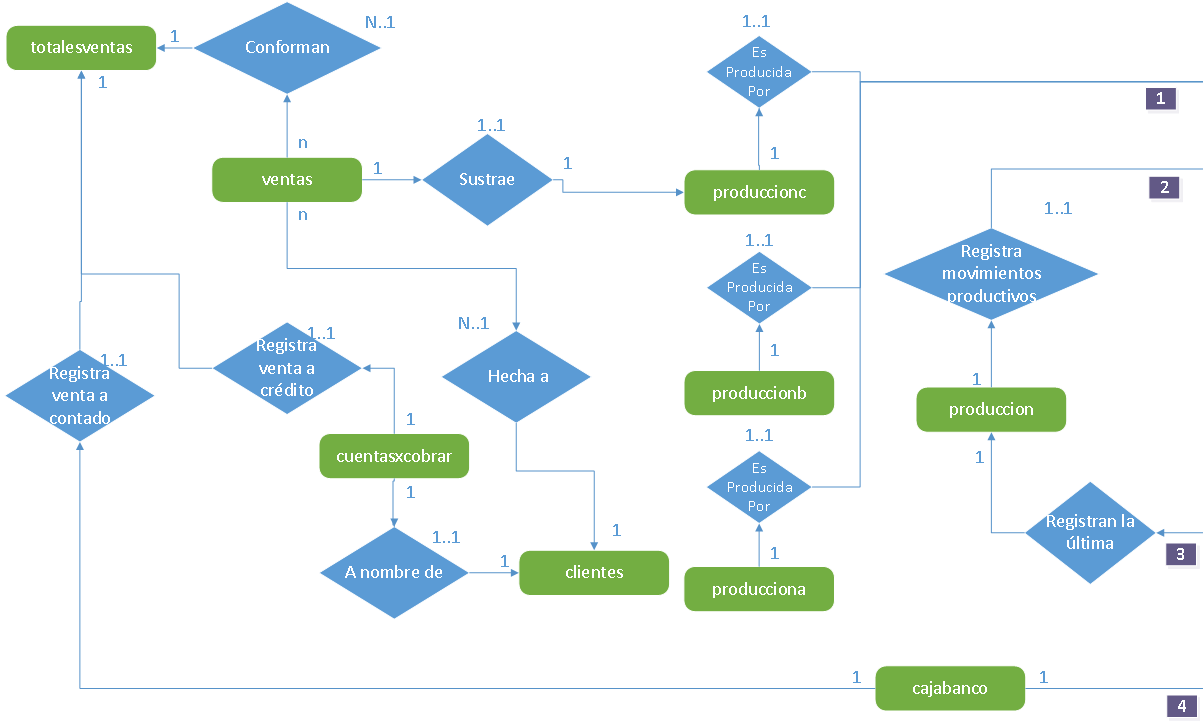 N..1
totalesventas
1
Conforman
1
n
ventas
1
n
1..1
Sustrae
1
1..1
Es
Producida
Por
1
produccionc
1
2
1..1
Registra
movimientos
productivos
1..1
Es
Producida
Por
1
produccionb
1
produccion
1
N..1
Hecha a
1..1
Registra
venta a
crédito
1..1
Registra
venta a
contado
1
cuentasxcobrar
1
1..1
A nombre de
1
1
clientes
1..1
Es
Producida
Por
1
producciona
Registran la
última
3
1
cajabanco
1
4